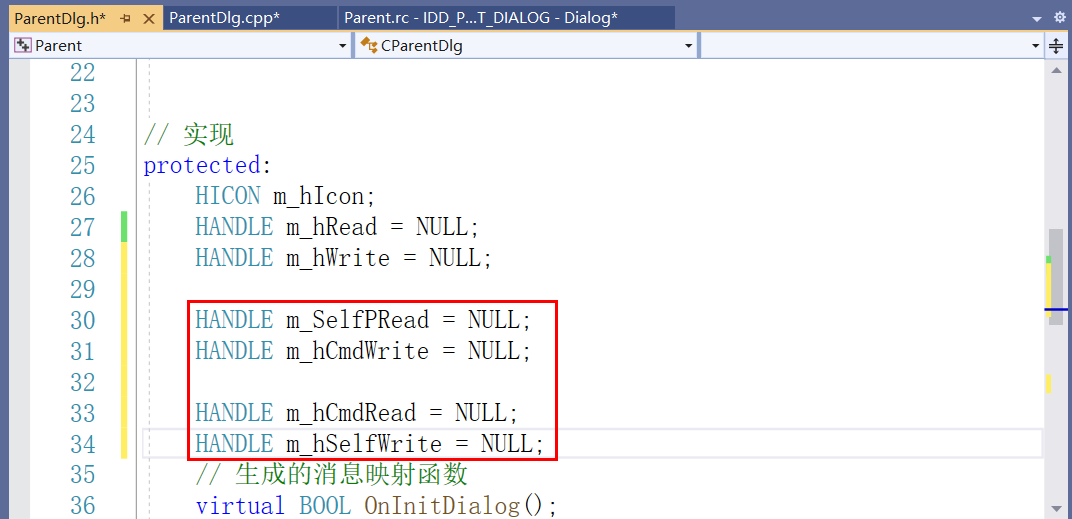 ParentDlg.h* ParentDlg.cpp* Parent.rc - IDD_P...T_DIALOG - Dialog*
Parent CParentDlg
22
23
24 // 实现
25 protected:
26 HICON m_hIcon;
27 HANDLE m_hRead = NULL;
28 HANDLE m_hWrite = NULL;
29
30 HANDLE m_SelfPRead = NULL;
31 HANDLE m_hCmdWrite = NULL;
32
33 HANDLE m_hCmdRead = NULL;
34 HANDLE m_hSelfWrite = NULL;
35 // 生成的消息映射函数
36 virtual BOOL OnInitDialog();